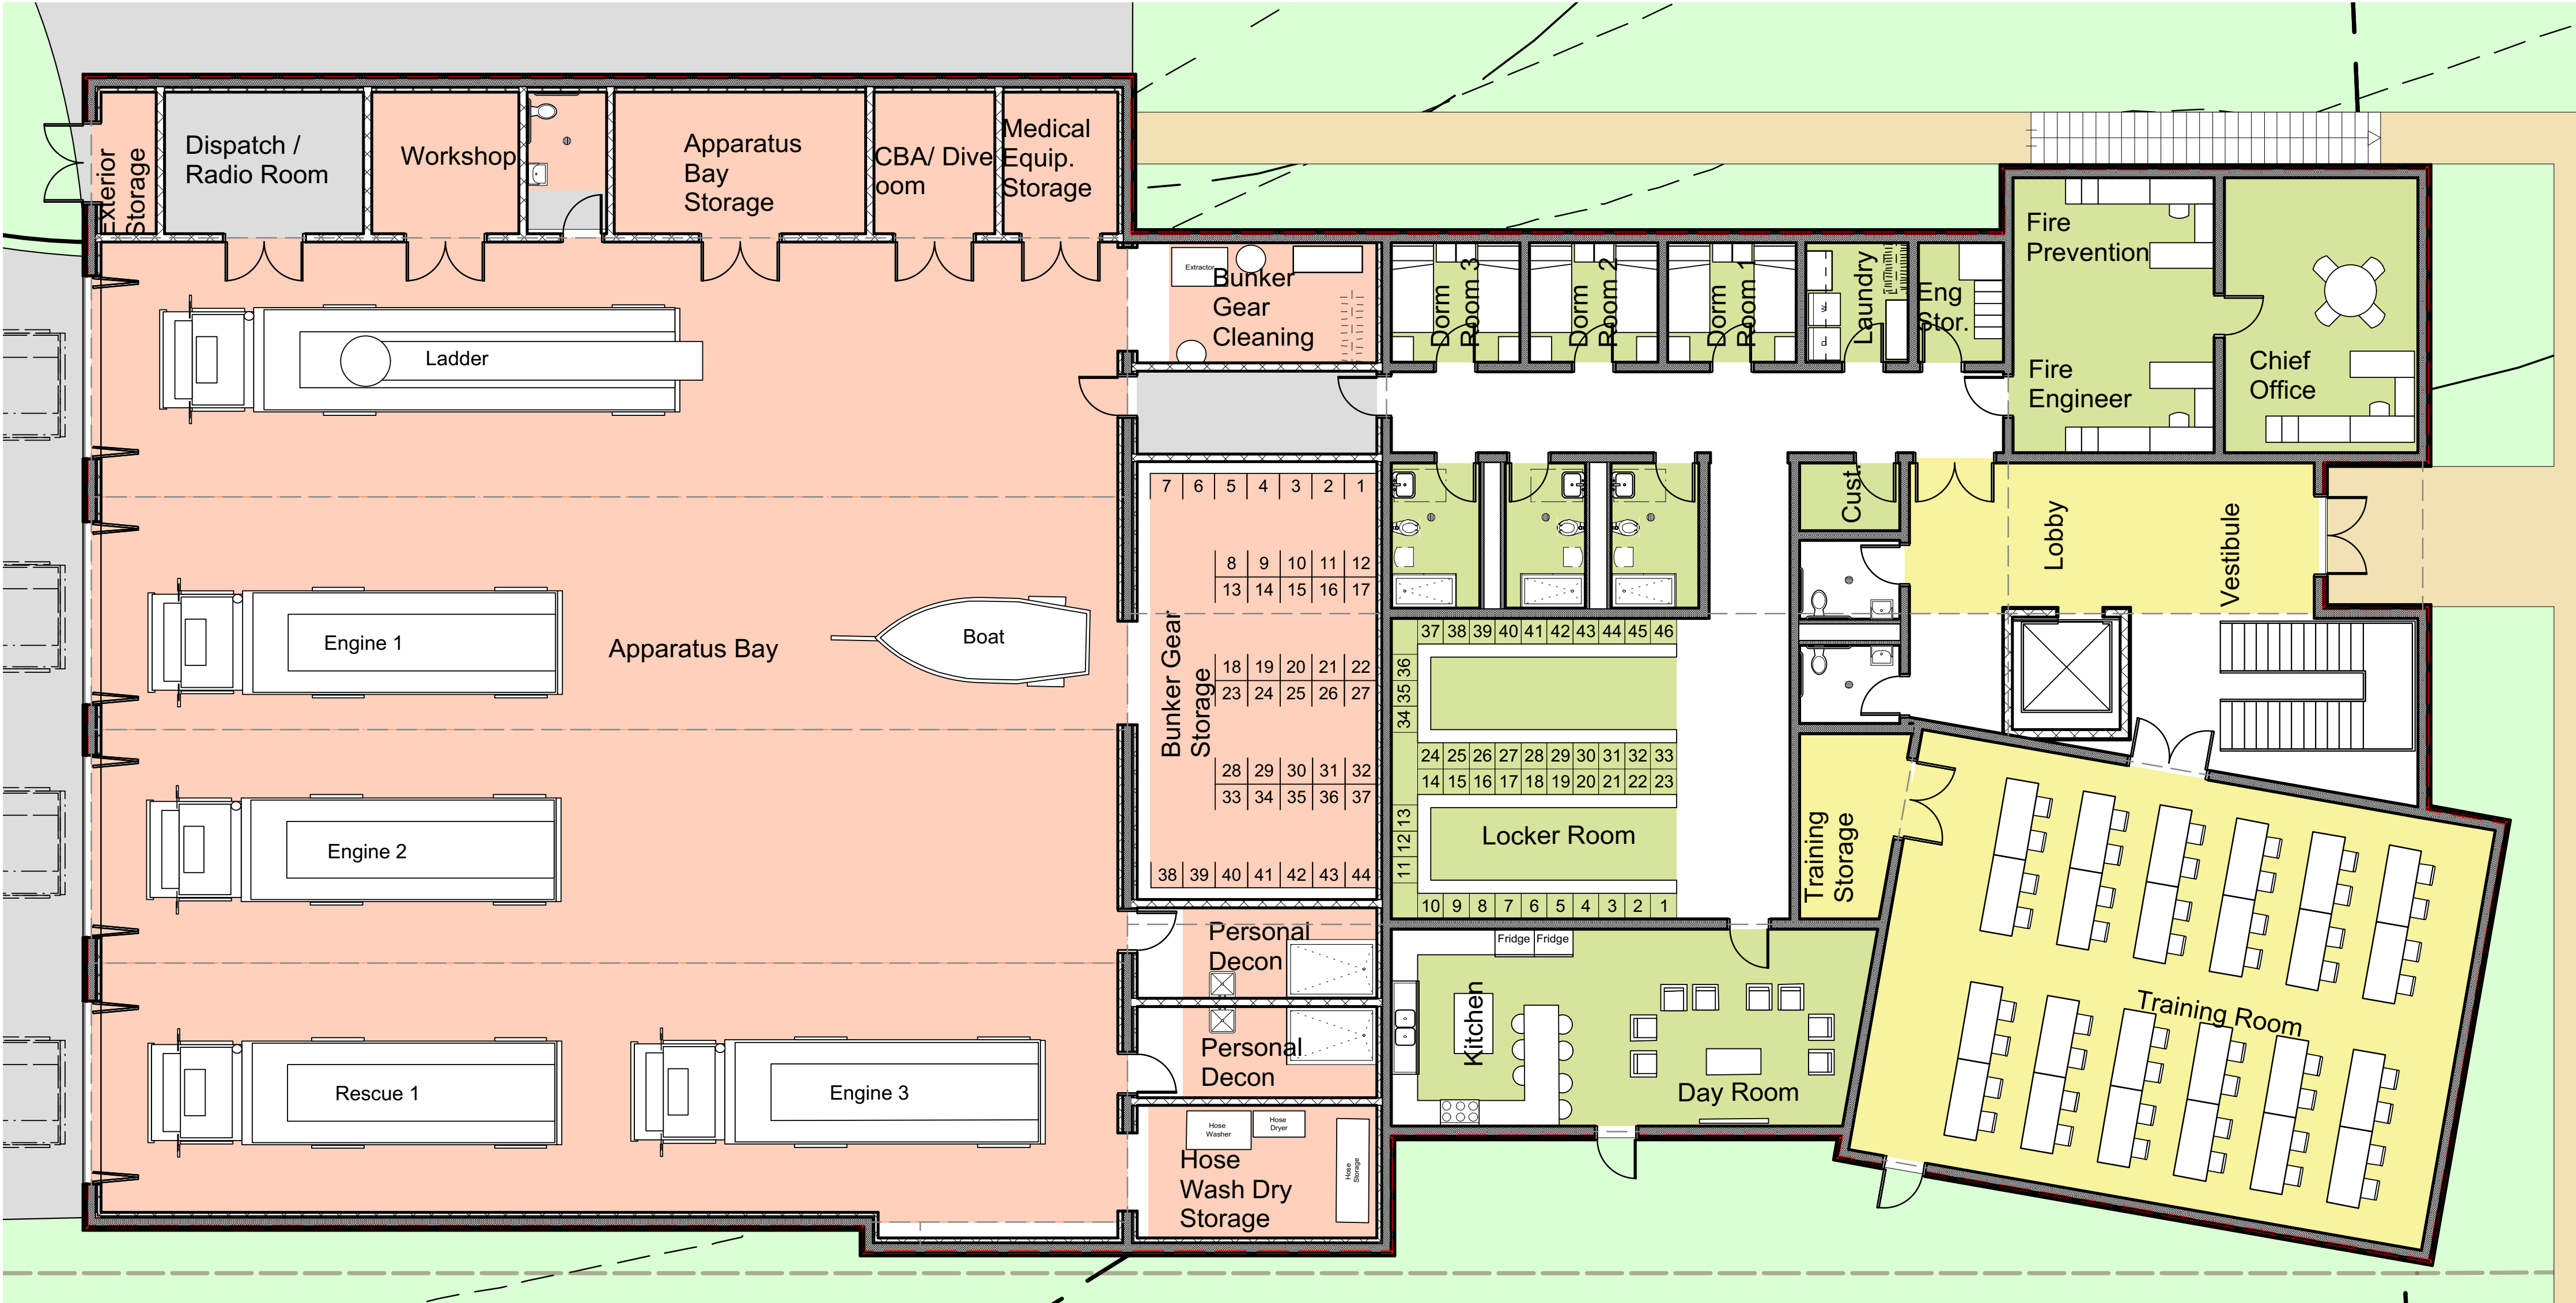 Exterior
Storage
Dispatch /
Radio Room
Workshop
Apparatus
Bay
Storage
CBA/ Dive
oom
Medical
Equip.
Storage
Extractor
Bunker
Gear
Cleaning
Dorm
Room 3
Dorm
Room 2
Dorm
Room 1
Laundry
W
D
Eng
Stor.
Fire
Prevention
Fire
Engineer
Chief
Office
Ladder
Engine 1
Apparatus Bay
Boat
Engine 2
Rescue 1
Engine 3
7 6 5 4 3 2 1
8 9 10 11 12
13 14 15 16 17
Bunker Gear
Storage
18 19 20 21 22
23 24 25 26 27
28 29 30 31 32
33 34 35 36 37
38 39 40 41 42 43 44
Personal
Decon
Personal
Decon
Hose
Washer
Hose
Dryer
Hose
Storage
Hose
Wash Dry
Storage
Cust.
Lobby
Vestibule
37 38 39 40 41 42 43 44 45 46
34 35 36
24 25 26 27 28 29 30 31 32 33
14 15 16 17 18 19 20 21 22 23
11 12 13
Locker Room
10 9 8 7 6 5 4 3 2 1
Training
Storage
Fridge Fridge
Kitchen
Day Room
Training Room